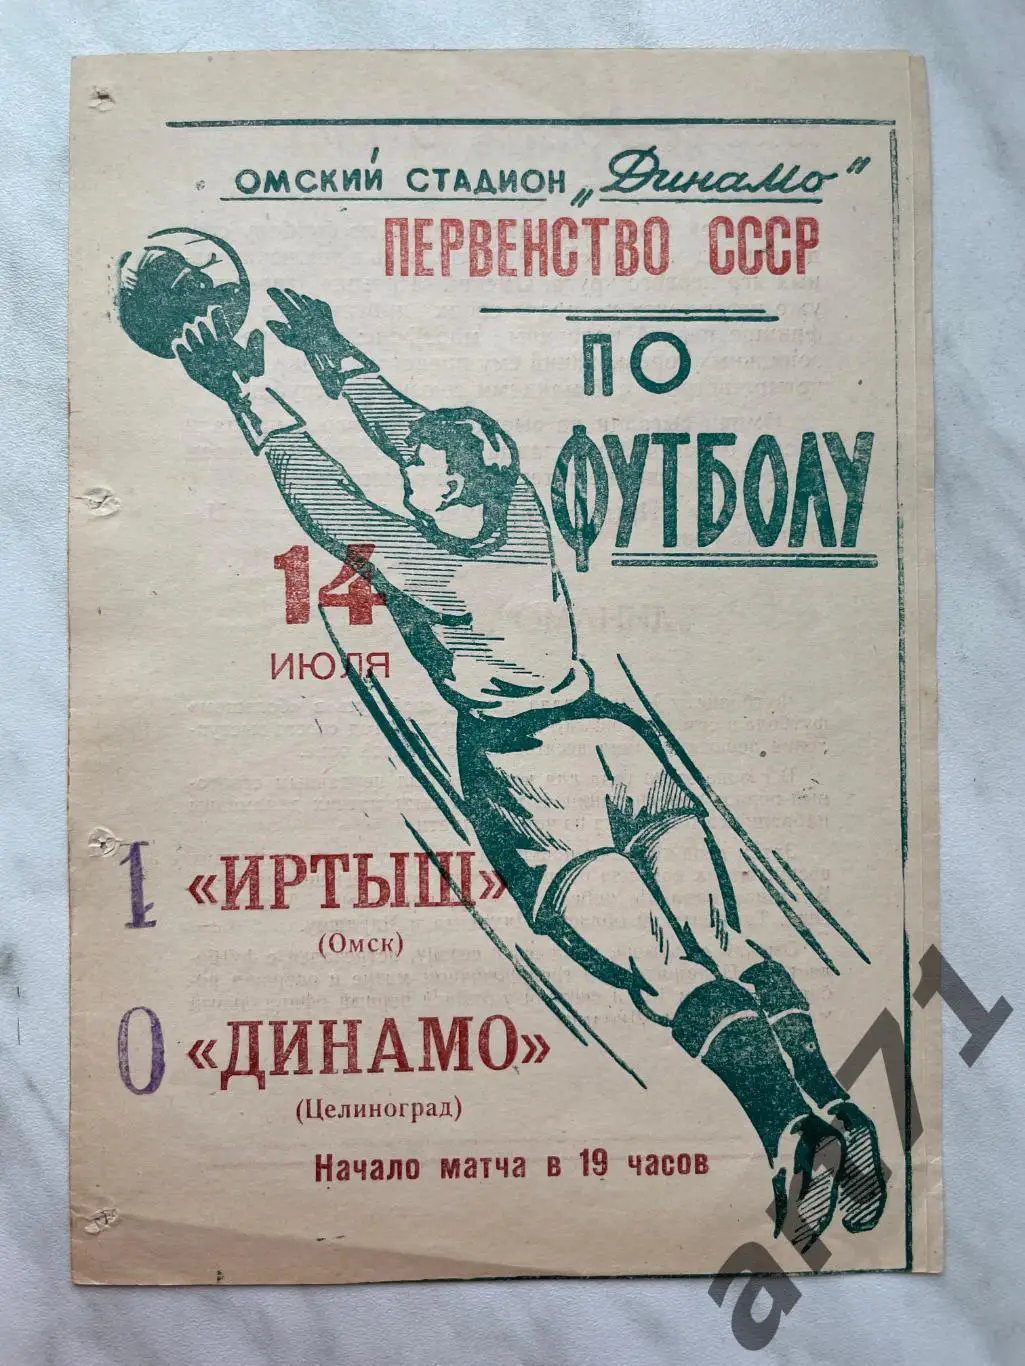 ОМСКИЙ СТАДИОН „Динамо"
ПЕРВЕНСТВО СССР
ПО
ФУТБОЛУ
14
ИЮЛЯ
1 «ИРТЫШ»
(Омск)
0 «ДИНАМО»
(Целиноград)
Начало матча в 19 часов